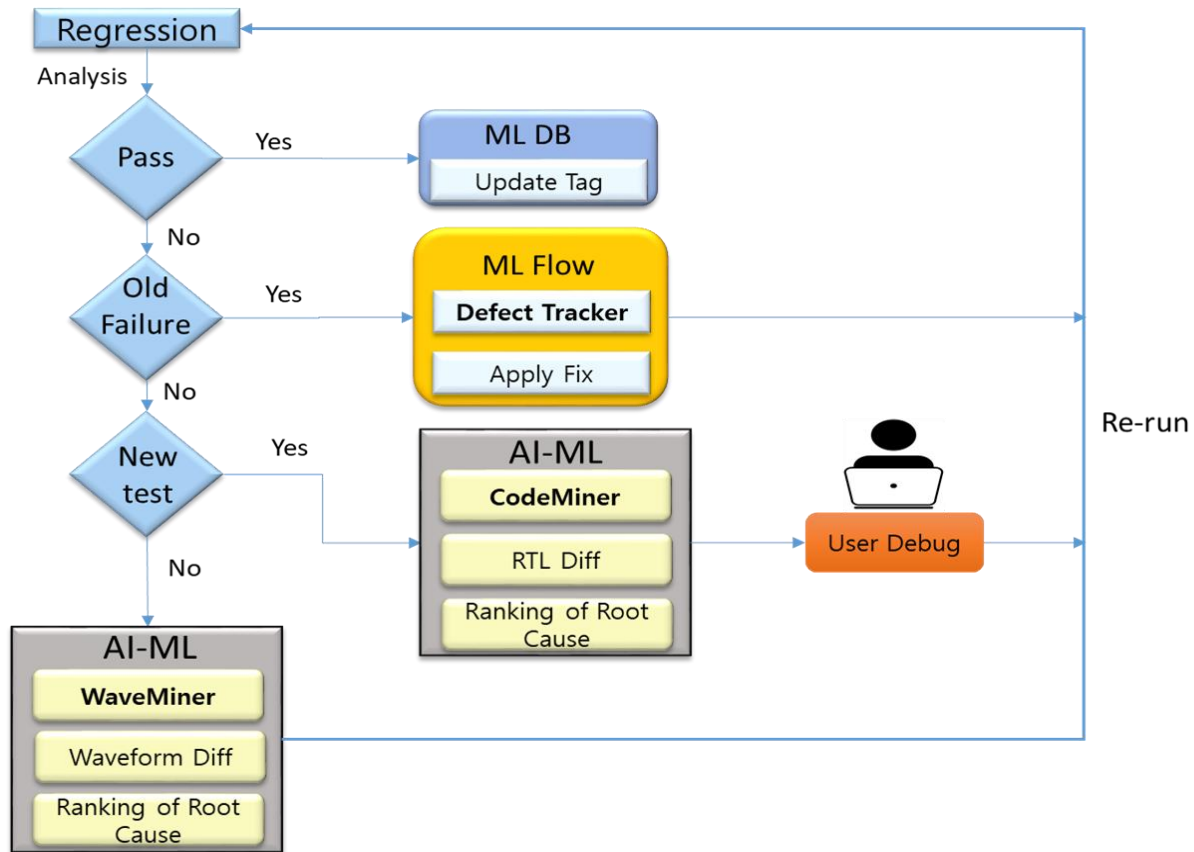 Regression
Analysis
Pass
Yes
ML DB
Update Tag
No
Old
Failure
Yes
ML Flow
Defect Tracker
Apply Fix
No
New
test
Yes
AI-ML
CodeMiner
RTL Diff
Ranking of Root
Cause
User Debug
Re-run
No
AI-ML
WaveMiner
Waveform Diff
Ranking of Root
Cause